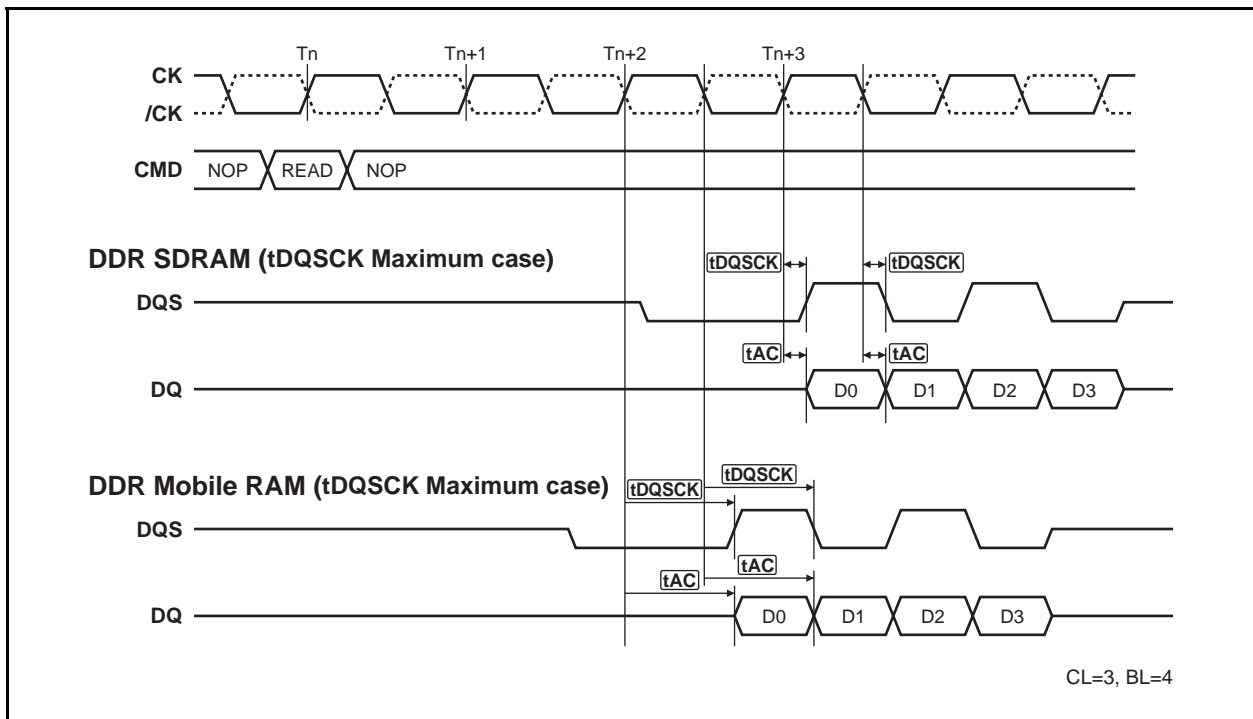 Tn Tn+1 Tn+2 Tn+3
CK
/CK
CMD NOP READ NOP
DDR SDRAM (tDQSCK Maximum case) tDQSCK tDQSCK
DQS
tAC tAC
DQ D0 D1 D2 D3
tDQSCK
DDR Mobile RAM (tDQSCK Maximum case) tDQSCK
DQS
tAC
tAC
DQ D0 D1 D2 D3
CL=3, BL=4